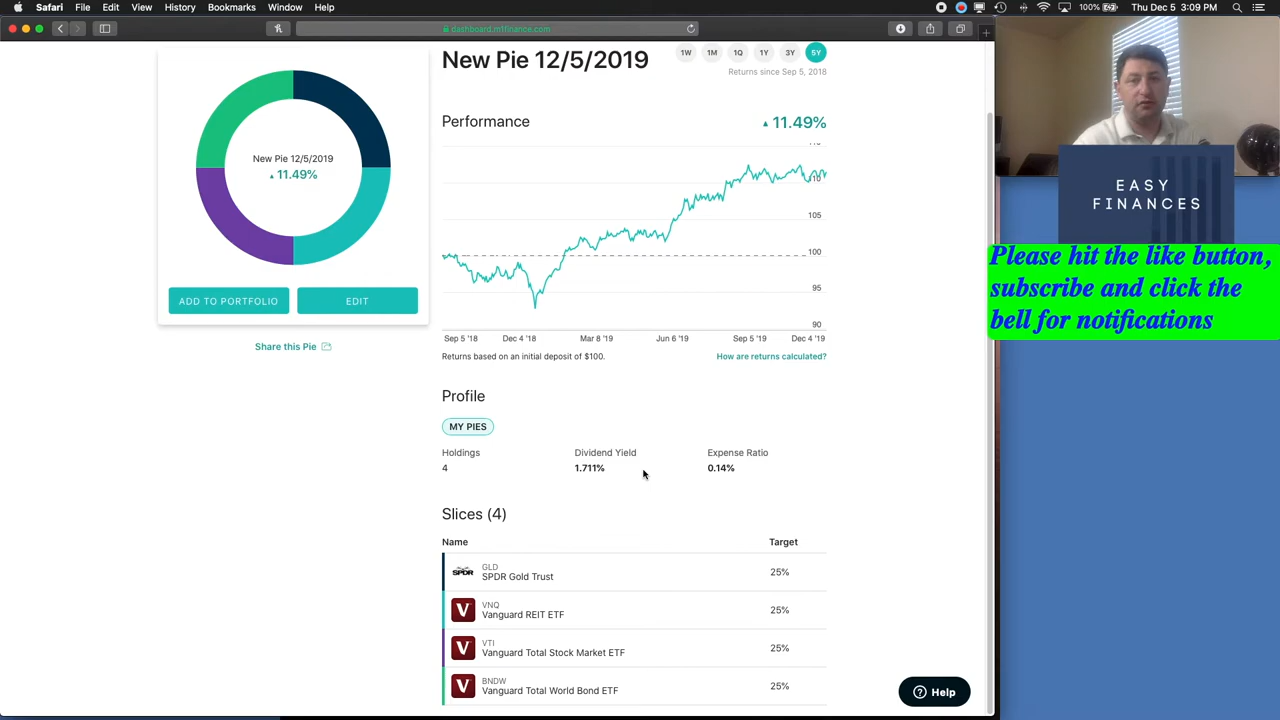 Safari File Edit View History Bookmarks Window Help
100% Thu Dec 5 3:09 PM
dashboard.m1finance.com
New Pie 12/5/2019
1W 1M 1Q 1Y 3Y 5Y
Returns since Sep 5, 2018
New Pie 12/5/2019
▲ 11.49%
ADD TO PORTFOLIO
EDIT
Share this Pie
Performance
▲ 11.49%
110
110
105
100
95
90
Sep 5 '18 Dec 4 '18 Mar 8 '19 Jun 6 '19 Sep 5 '19 Dec 4 '19
Returns based on an initial deposit of $100.
How are returns calculated?
Profile
MY PIES
Holdings Dividend Yield Expense Ratio
4 1.711% 0.14%
Slices (4)
Name Target
SPDR
GLD
SPDR Gold Trust
25%
V
VNQ
Vanguard REIT ETF
25%
V
VTI
Vanguard Total Stock Market ETF
25%
V
BNDW
Vanguard Total World Bond ETF
25%
? Help
EASY
FINANCES
Please hit the like button,
subscribe and click the
bell for notifications